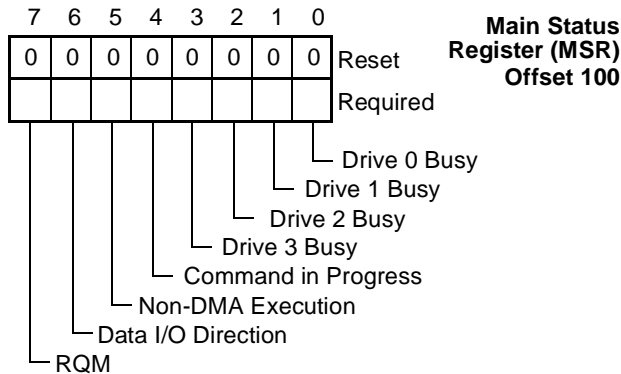 7 6 5 4 3 2 1 0
Main Status
Register (MSR)
Offset 100
0 0 0 0 0 0 0 0 Reset
Required
Drive 0 Busy
Drive 1 Busy
Drive 2 Busy
Drive 3 Busy
Command in Progress
Non-DMA Execution
Data I/O Direction
RQM